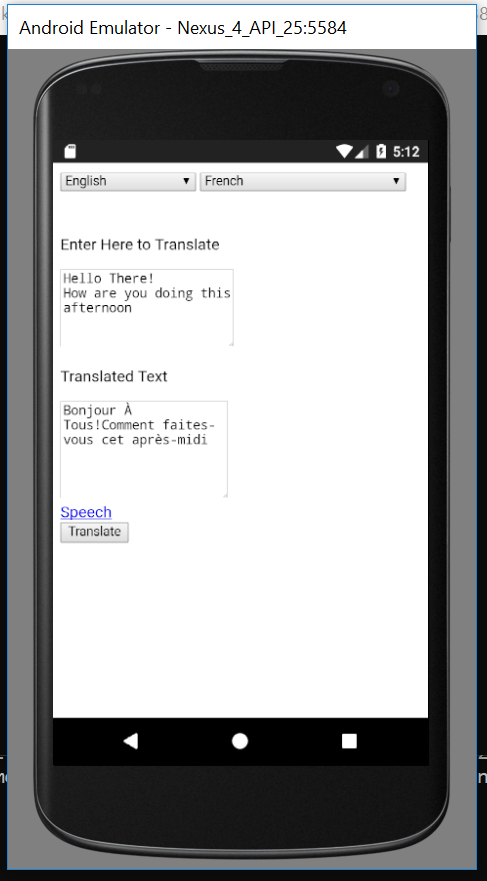 Android Emulator - Nexus_4_API_25:5584
5:12
English French
Enter Here to Translate
Hello There!
How are you doing this
afternoon
Translated Text
Bonjour À
Tous!Comment faites-
vous cet après-midi
Speech
Translate